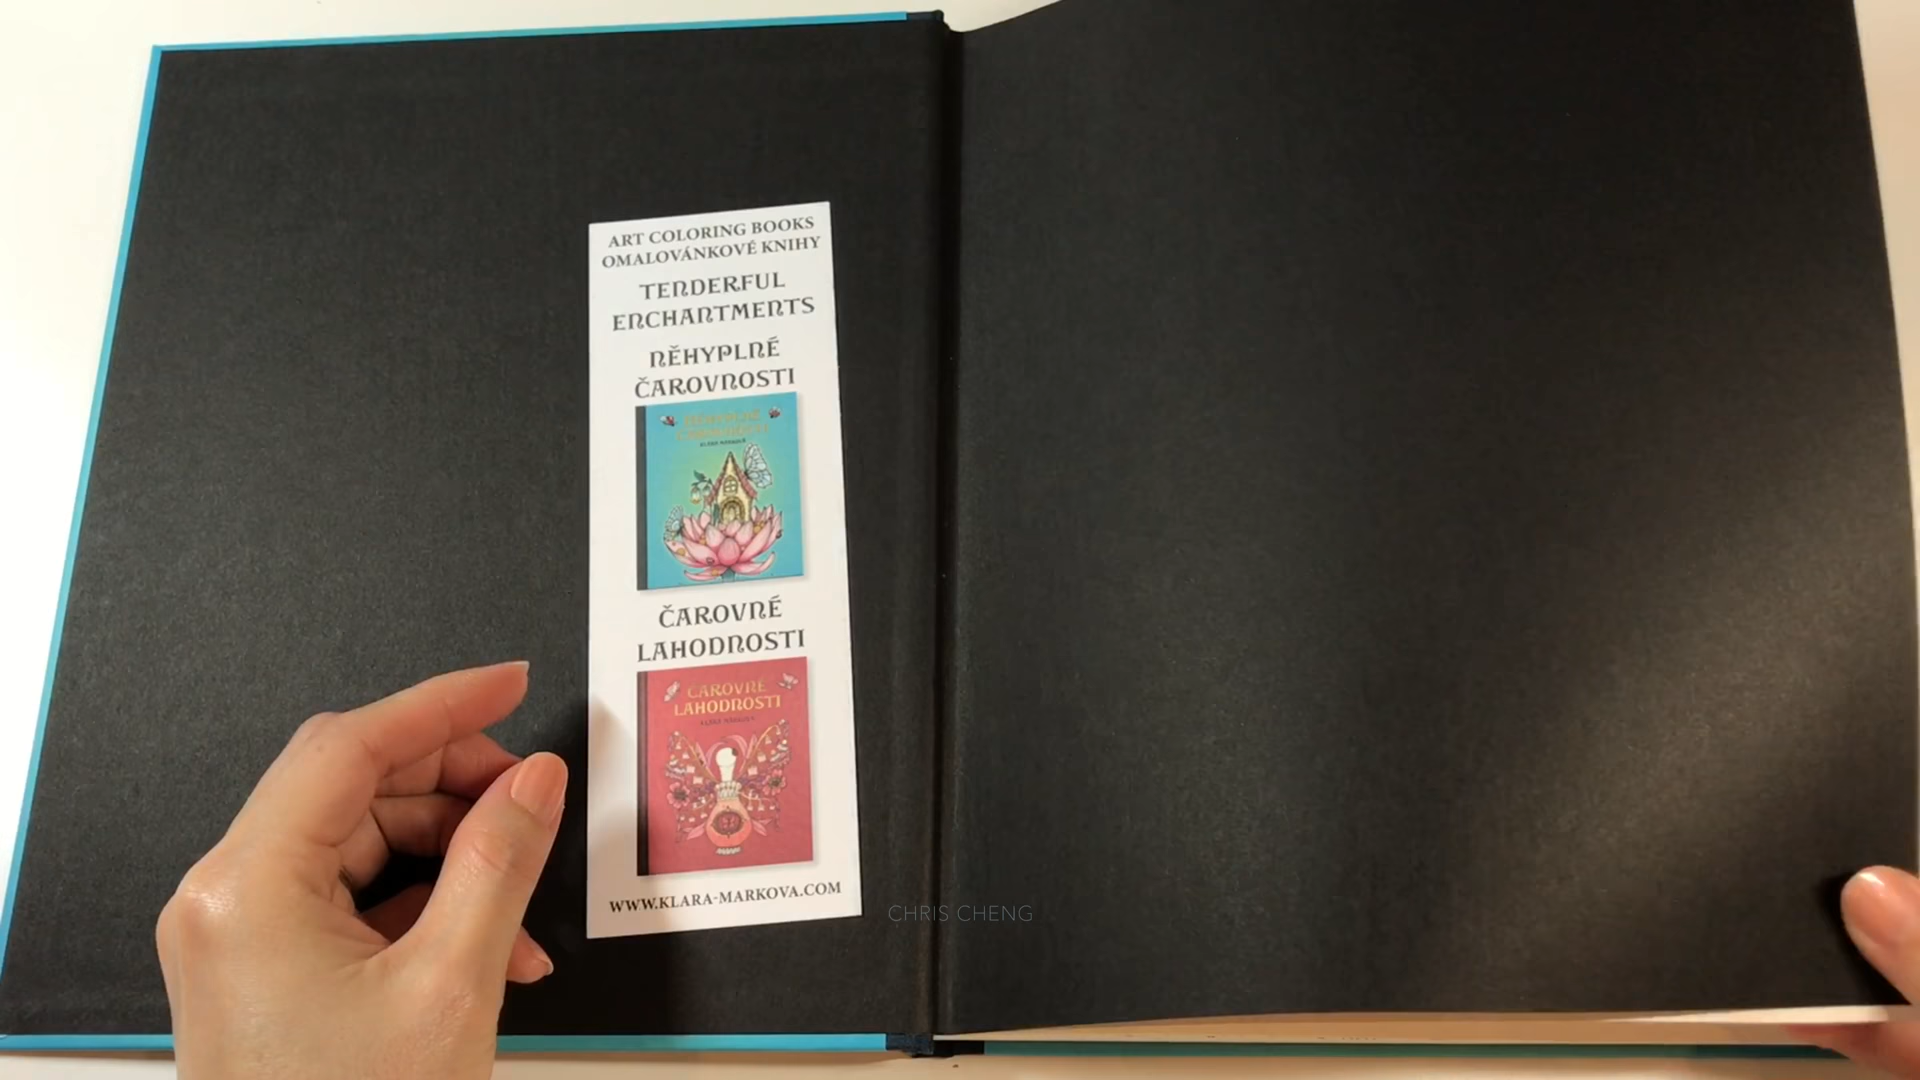 ART COLORING BOOKS
OMALOVÁNKOVÉ KNIHY
TENDERFUL
ENCHANTMENTS
NĚHYPLNÉ
ČAROVNOSTI
ČAROVNÉ
LAHODNOSTI
ČAROVNÉ
LAHODNOSTI
WWW.KLARA-MARKOVA.COM
CHRIS CHENG